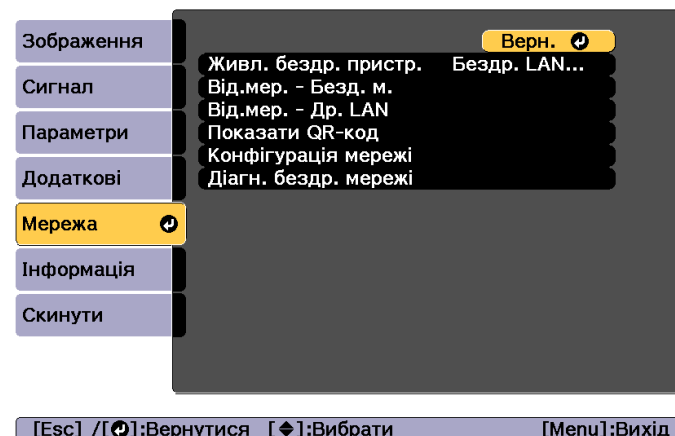 Зображення
Сигнал
Параметри
Додаткові
Мережа
Інформація
Скинути
Верн.
Живл. бездр. пристр. Бездр. LAN...
Від.мер. - Безд. м.
Від.мер. - Др. LAN
Показати QR-код
Конфігурація мережі
Діагн. бездр. мережі
[Esc] /[⏎]:Вернутися [◆]:Вибрати [Menu]:Вихід